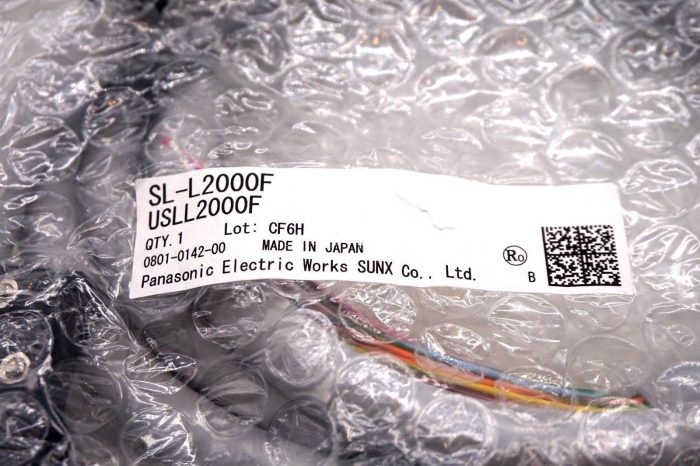 SL-L2000F
USLL2000F
QTY.1 Lot: CF6H
0801-0142-00 MADE IN JAPAN
Panasonic Electric Works SUNX Co., Ltd.
Ro
B